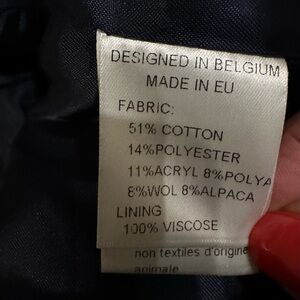 DESIGNED IN BELGIUM
MADE IN EU
FABRIC:
51% COTTON
14%POLYESTER
11%ACRYL 8%POLYA
8%WOL 8%ALPACA
LINING
100% VISCOSE
non textiles d'origine
animale